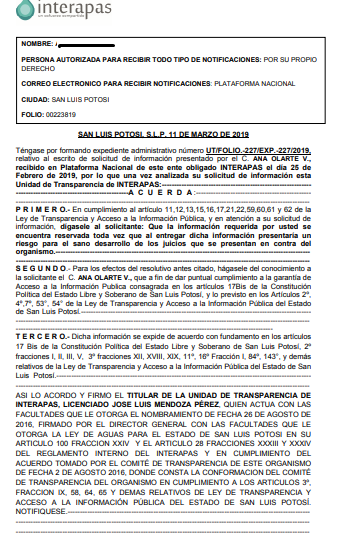 interapas
un esfuerzo compartido
NOMBRE:
PERSONA AUTORIZADA PARA RECIBIR TODO TIPO DE NOTIFICACIONES: POR SU PROPIO
DERECHO
CORREO ELECTRONICO PARA RECIBIR NOTIFICACIONES: PLATAFORMA NACIONAL
CIUDAD: SAN LUIS POTOSI
FOLIO: 00223819
SAN LUIS POTOSI, S.L.P. 11 DE MARZO DE 2019
Téngase por formando expediente administrativo número UT/FOLIO.-227/EXP.-227/2019,
relativo al escrito de solicitud de información presentado por el C. ANA OLARTE V.,
recibido en Plataforma Nacional de este ente obligado INTERAPAS el día 25 de
Febrero de 2019, por lo que una vez analizada su solicitud de información esta
Unidad de Transparencia de INTERAPAS:-----------------------------------------------
-----------------------------------A C U E R D A :-----------------------------------
P R I M E R O.- En cumplimiento al artículo 11,12,13,15,16,17,21,22,59,60,61 y 62 de la
Ley de Transparencia y Acceso a la Información Pública, y en atención a su solicitud de
información, dígasele al solicitante: Que la información requerida por usted se
encuentra reservada toda vez que al entregar dicha información presentaría un
riesgo para el sano desarrollo de los juicios que se presentan en contra del
organismo.-----------------------------------------------------------------------
S E G U N D O.- Para los efectos del resolutivo antes citado, hágasele del conocimiento a
la solicitante el C. ANA OLARTE V., que a fin de dar puntual cumplimiento a la garantía de
Acceso a la Información Publica consagrada en los artículos 17Bis de la Constitución
Política del Estado Libre y Soberano de San Luis Potosí, y lo previsto en los Artículos 2º,
4º,7º, 53°, 54° de la Ley de Transparencia y Acceso a la Información Pública del Estado
de San Luis Potosí.---------------------------------------------------------------
-----------------------------------------------------------------------
T E R C E R O.- Dicha información se expide de acuerdo con fundamento en los artículos
17 Bis de la Constitución Política del Estado Libre y Soberano de San Luis Potosí, 2º
fracciones I, II, III, V, 3º fracciones XII, XVIII, XIX, 11º, 16º Fracción I, 84º, 143°, y demás
relativos de la Ley de Transparencia y Acceso a la Información Pública del Estado de San
Luis Potosí.-----------------------------------------------------------------------
-----------------------------------------------------------------------
ASI LO ACORDO Y FIRMO EL TITULAR DE LA UNIDAD DE TRANSPARENCIA DE
INTERAPAS, LICENCIADO JOSE LUIS MENDOZA PÉREZ, QUIEN ACTUA CON LAS
FACULTADES QUE LE OTORGA EL NOMBRAMIENTO DE FECHA 26 DE AGOSTO DE
2016, FIRMADO POR EL DIRECTOR GENERAL CON LAS FACULTADES QUE LE
OTORGA LA LEY DE AGUAS PARA EL ESTADO DE SAN LUIS POTOSI EN SU
ARTICULO 100 FRACCION XXIV Y EL ARTICULO 28 FRACCIONES XXXIII Y XXXIV
DEL REGLAMENTO INTERNO DEL INTERAPAS Y EN CUMPLIMIENTO DEL
ACUERDO TOMADO POR EL COMITÉ DE TRANSPARENCIA DE ESTE ORGANISMO
DE FECHA 2 DE AGOSTO 2016, DONDE CONSTA LA CONFORMACION DEL COMITÉ
DE TRANSPARENCIA DEL ORGANISMO EN CUMPLIMIENTO A LOS ARTICULOS 3º,
FRACCION IX, 58, 64, 65 Y DEMAS RELATIVOS DE LEY DE TRANSPARENCIA Y
ACCESO A LA INFORMACIÓN PÚBLICA DEL ESTADO DE SAN LUIS POTOSÍ.
NOTIFIQUESE.-----------------------------------------------------------------------